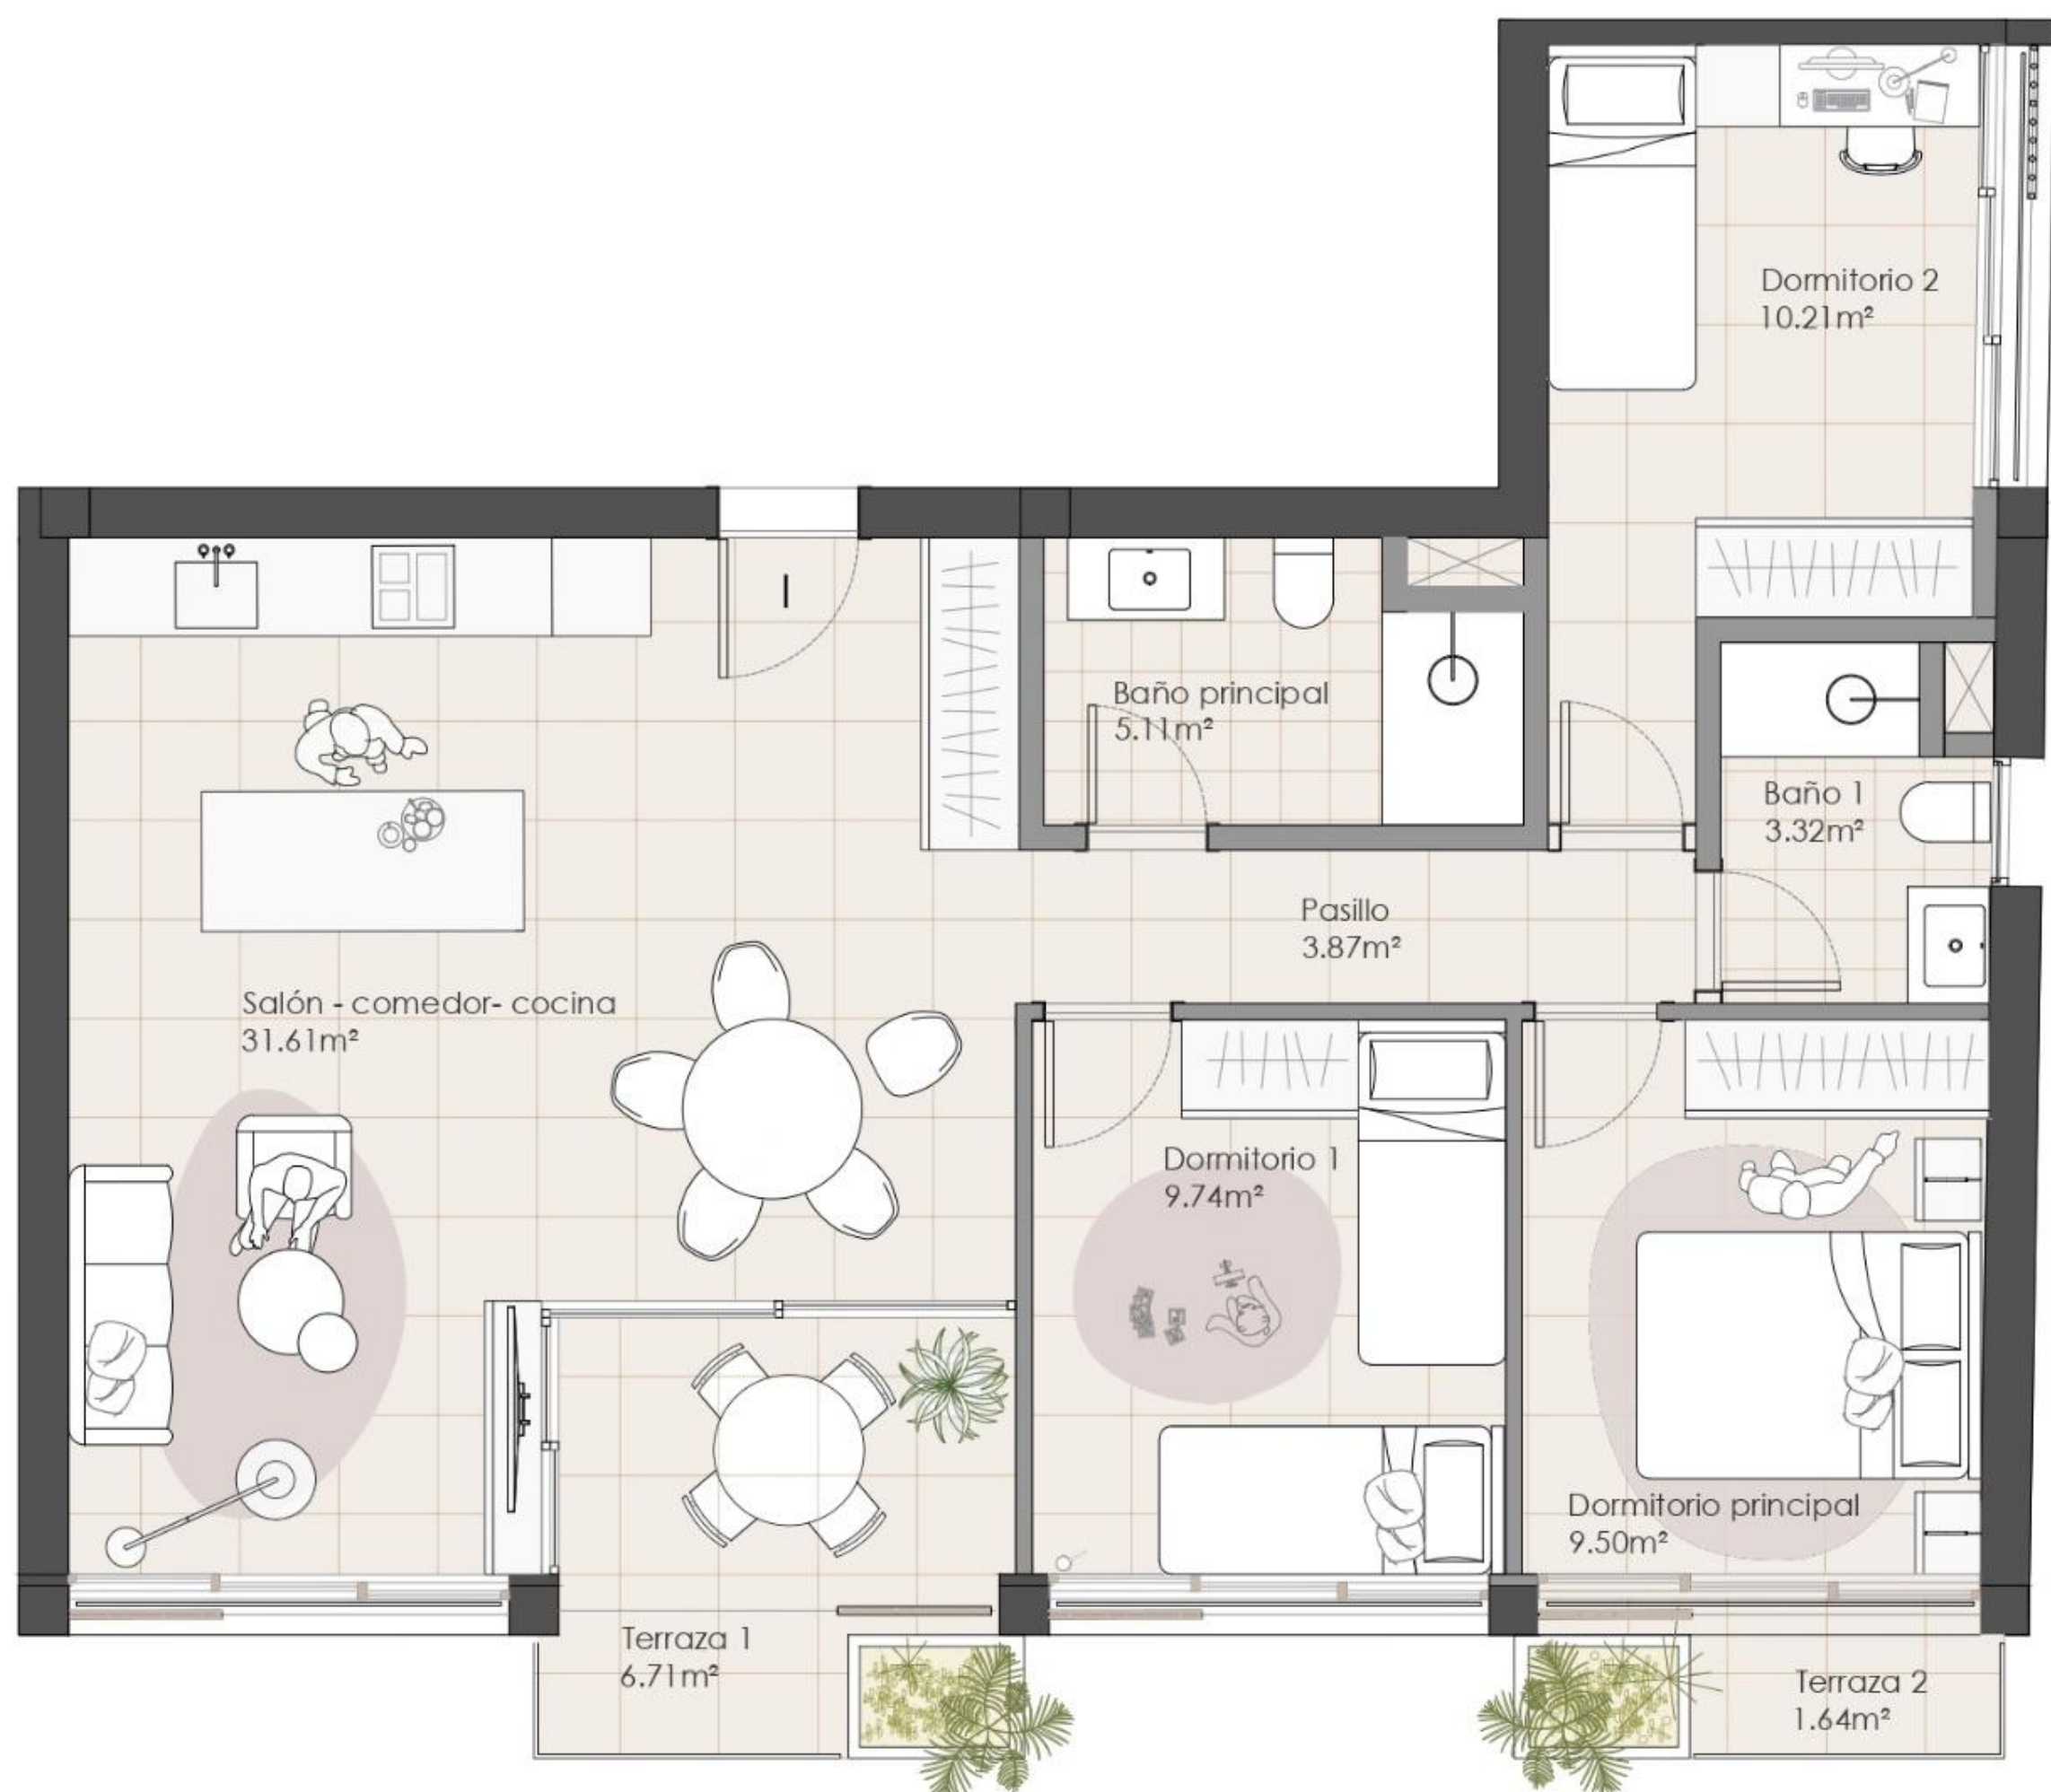 Dormitorio 2
10.21m²
Baño principal
5.11m²
Baño 1
3.32m²
Pasillo
3.87m²
Salón - comedor- cocina
31.61m²
Dormitorio 1
9.74m²
Dormitorio principal
9.50m²
Terraza 1
6.71m²
Terraza 2
1.64m²